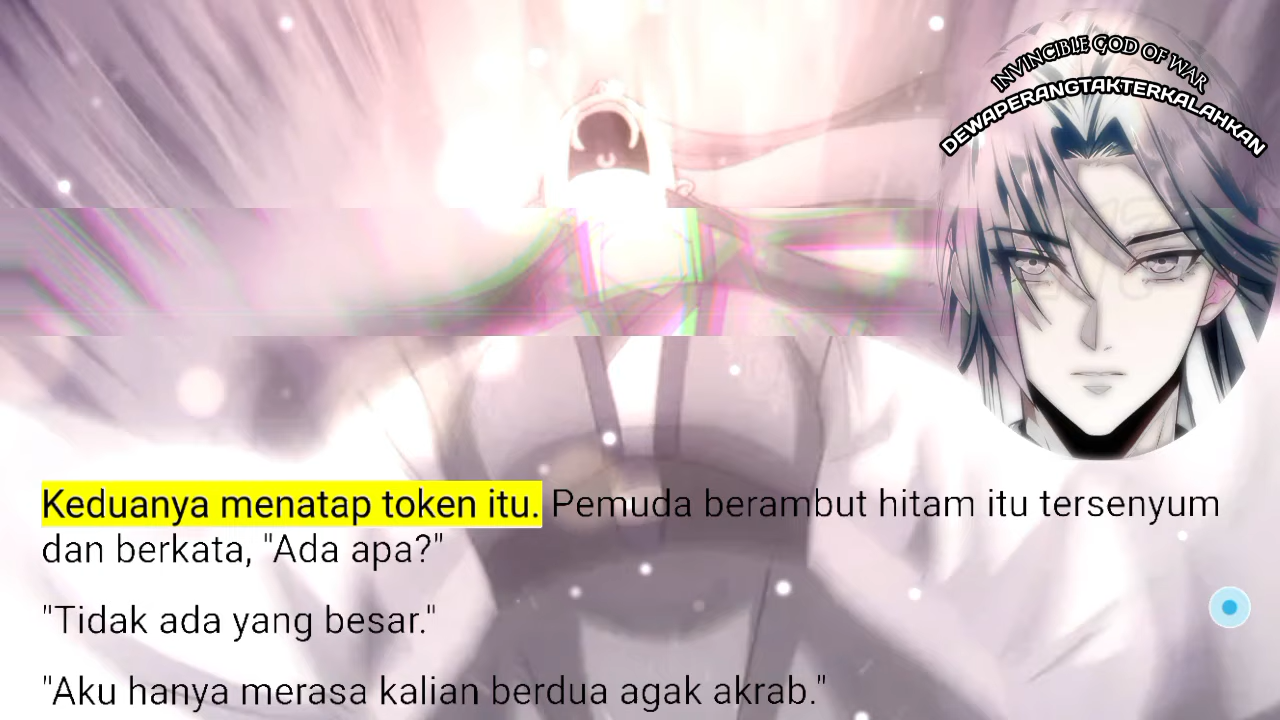 INVINCIBLE GOD OF WAR
DEWAPERANGTAKTERKALAHKAN
Keduanya menatap token itu. Pemuda berambut hitam itu tersenyum
dan berkata, "Ada apa?"
"Tidak ada yang besar."
"Aku hanya merasa kalian berdua agak akrab."